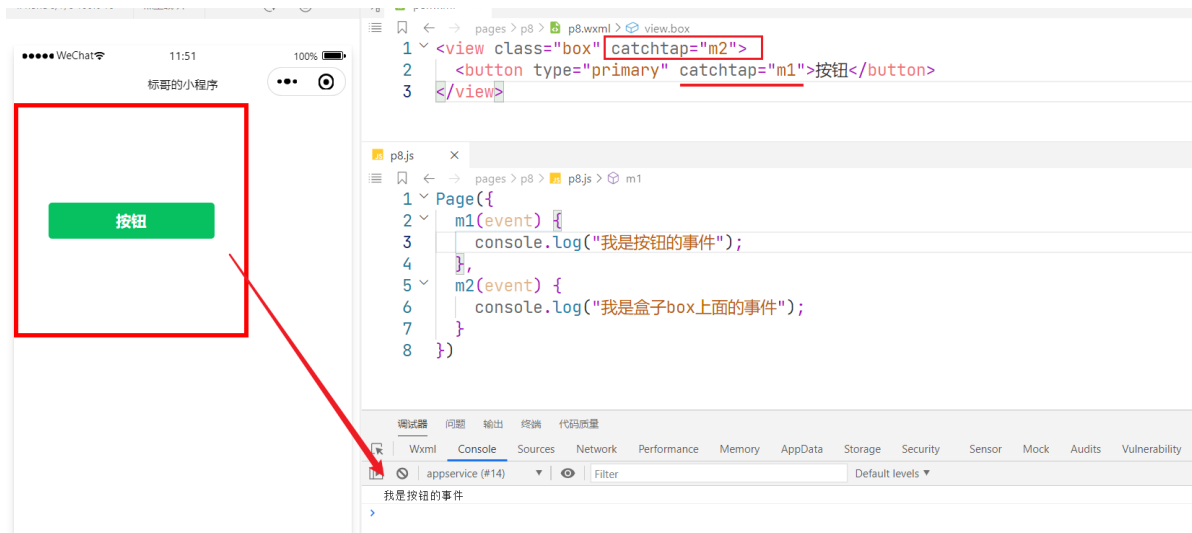 WeChat 11:51 100%
标哥的小程序
按钮
pages > p8 > p8.wxml > view.box
1 <view class="box" catchtap="m2">
2 <button type="primary" catchtap="m1">按钮</button>
3 </view>
p8.js ×
pages > p8 > p8.js > m1
1 Page({
2 m1(event) {
3 console.log("我是按钮的事件");
4 },
5 m2(event) {
6 console.log("我是盒子box上面的事件");
7 }
8 })
调试器 问题 输出 终端 代码质量
Wxml Console Sources Network Performance Memory AppData Storage Security Sensor Mock Audits Vulnerability
appservice (#14) Filter Default levels
我是按钮的事件